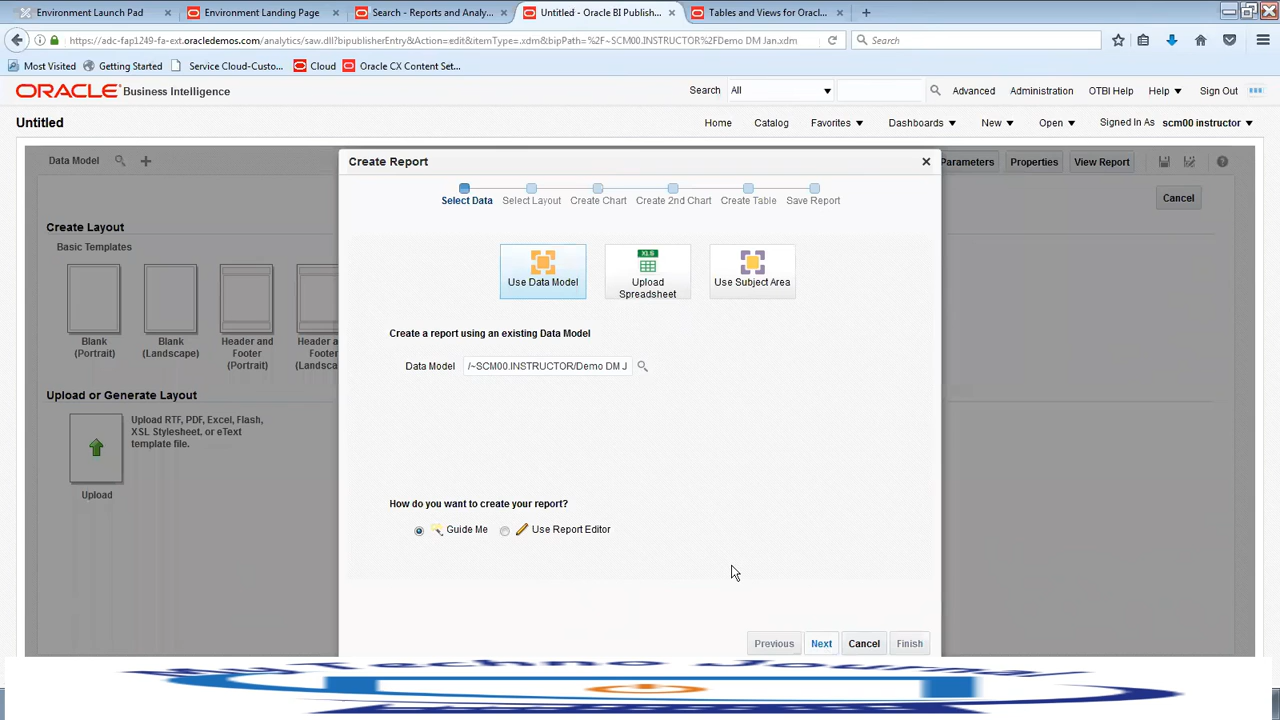 Environment Launch Pad
Environment Landing Page
Search - Reports and Analy...
Untitled - Oracle BI Publish...
Tables and Views for Oracl...
https://adc-fap1249-fa-ext.oracledemos.com/analytics/saw.dll?bipublisherEntry&Action=edit&itemType=.xdm&bipPath=%2F~SCM00.INSTRUCTOR%2FDemo DM Jan.xdm
Search
Most Visited
Getting Started
Service Cloud-Custo...
Cloud
Oracle CX Content Set...
ORACLE Business Intelligence
Search
All
Advanced
Administration
OTBI Help
Help
Sign Out
Untitled
Home
Catalog
Favorites
Dashboards
New
Open
Signed In As scm00 instructor
Data Model
Create Report
Parameters
Properties
View Report
Select Data
Select Layout
Create Chart
Create 2nd Chart
Create Table
Save Report
Cancel
Create Layout
Basic Templates
Blank
(Portrait)
Blank
(Landscape)
Header and
Footer
(Portrait)
Header a
Footer
(Landsca
Upload or Generate Layout
Upload RTF, PDF, Excel, Flash,
XSL Stylesheet, or eText
template file.
Upload
Use Data Model
XLS
Upload
Spreadsheet
Use Subject Area
Create a report using an existing Data Model
Data Model
/~SCM00.INSTRUCTOR/Demo DM J
How do you want to create your report?
Guide Me
Use Report Editor
Previous
Next
Cancel
Finish